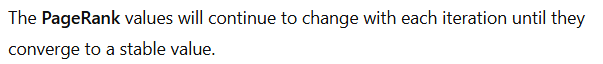 The PageRank values will continue to change with each iteration until they
converge to a stable value.